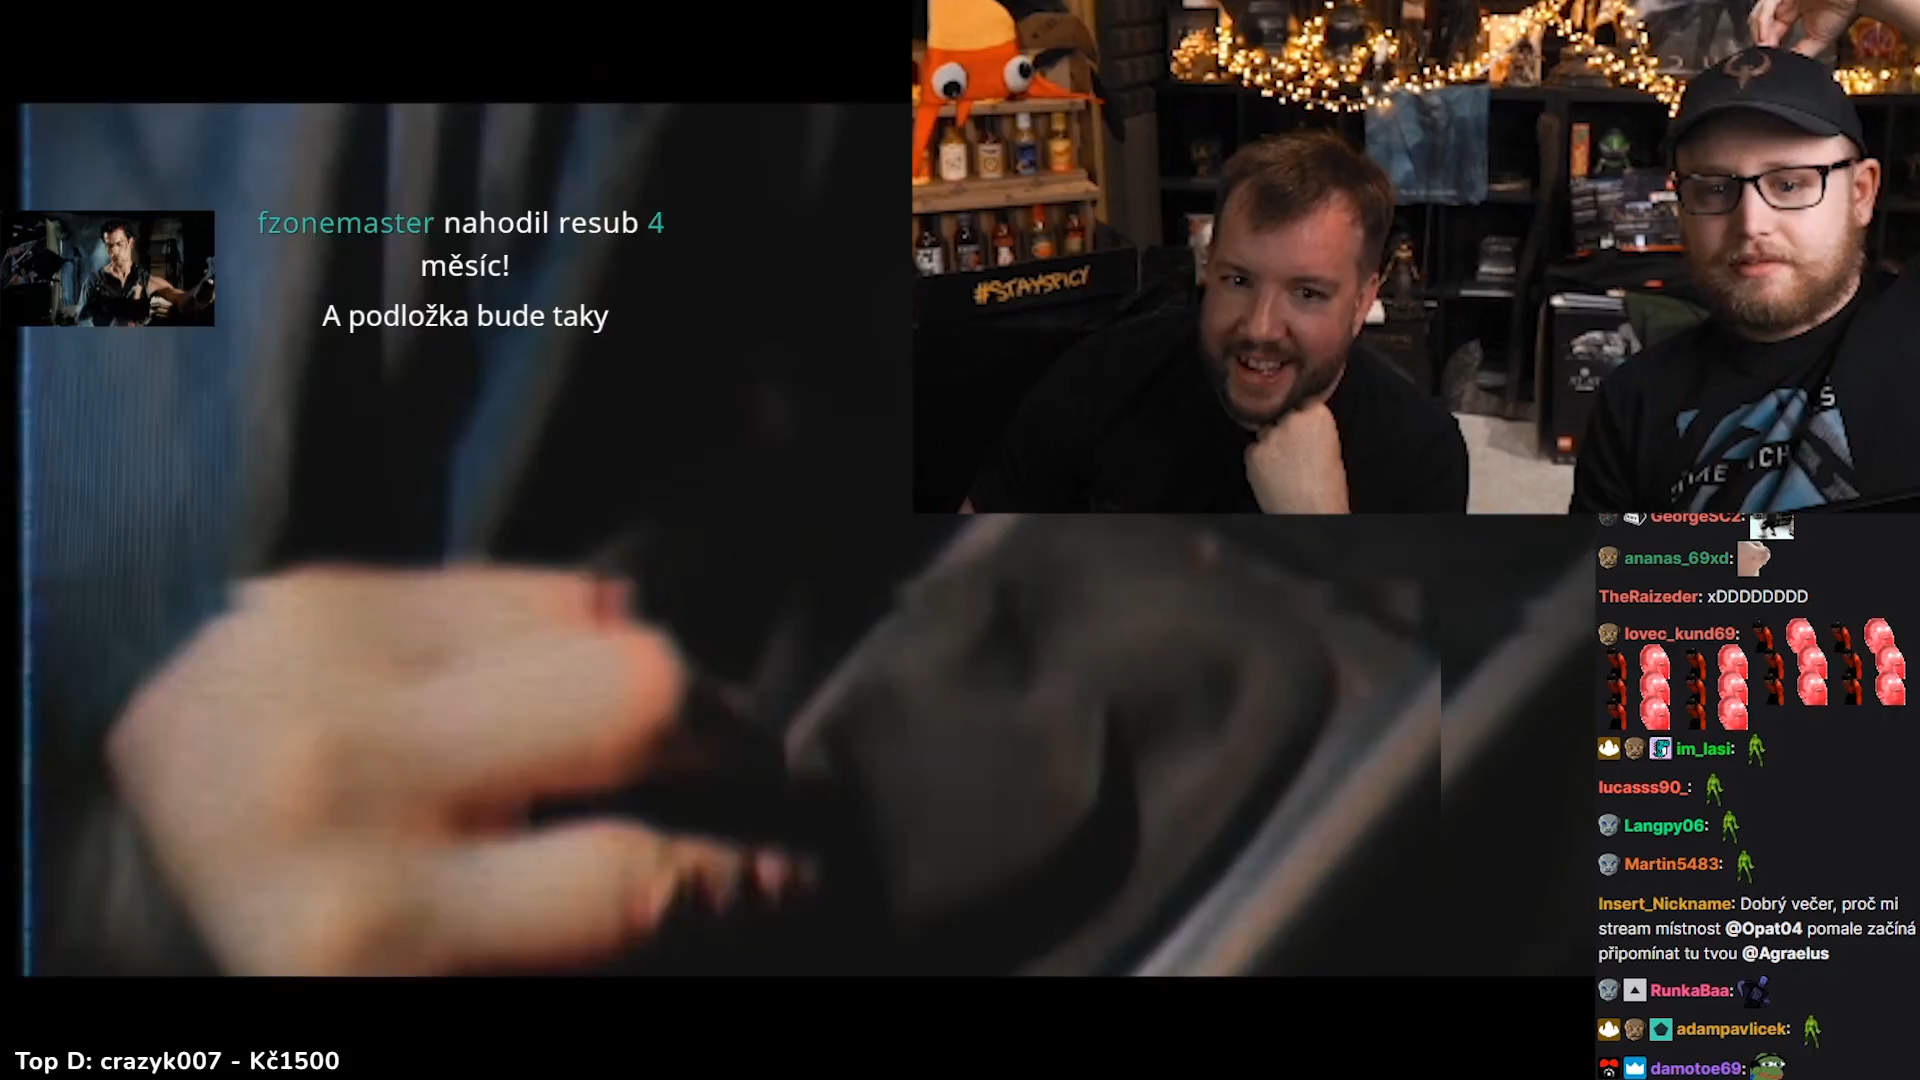 fzonemaster nahodil resub 4
měsíc!
A podložka bude taky
#STAYSPICY
GeorgeSC2:
ananas_69xd:
TheRaizeder: xDDDDDDDD
lovec_kund69:
im_lasi:
lucasss90_:
Langpy06:
Martin5483:
Insert_Nickname: Dobrý večer, proč mi
stream místnost @Opat04 pomale začíná
připomínat tu tvou @Agraelus
RunkaBaa:
adampavlicek:
damotoe69:
Top D: crazyk007 - Kč1500